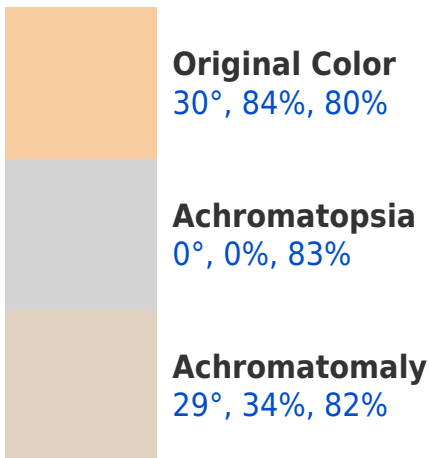 Original Color
30°, 84%, 80%
Achromatopsia
0°, 0%, 83%
Achromatomaly
29°, 34%, 82%